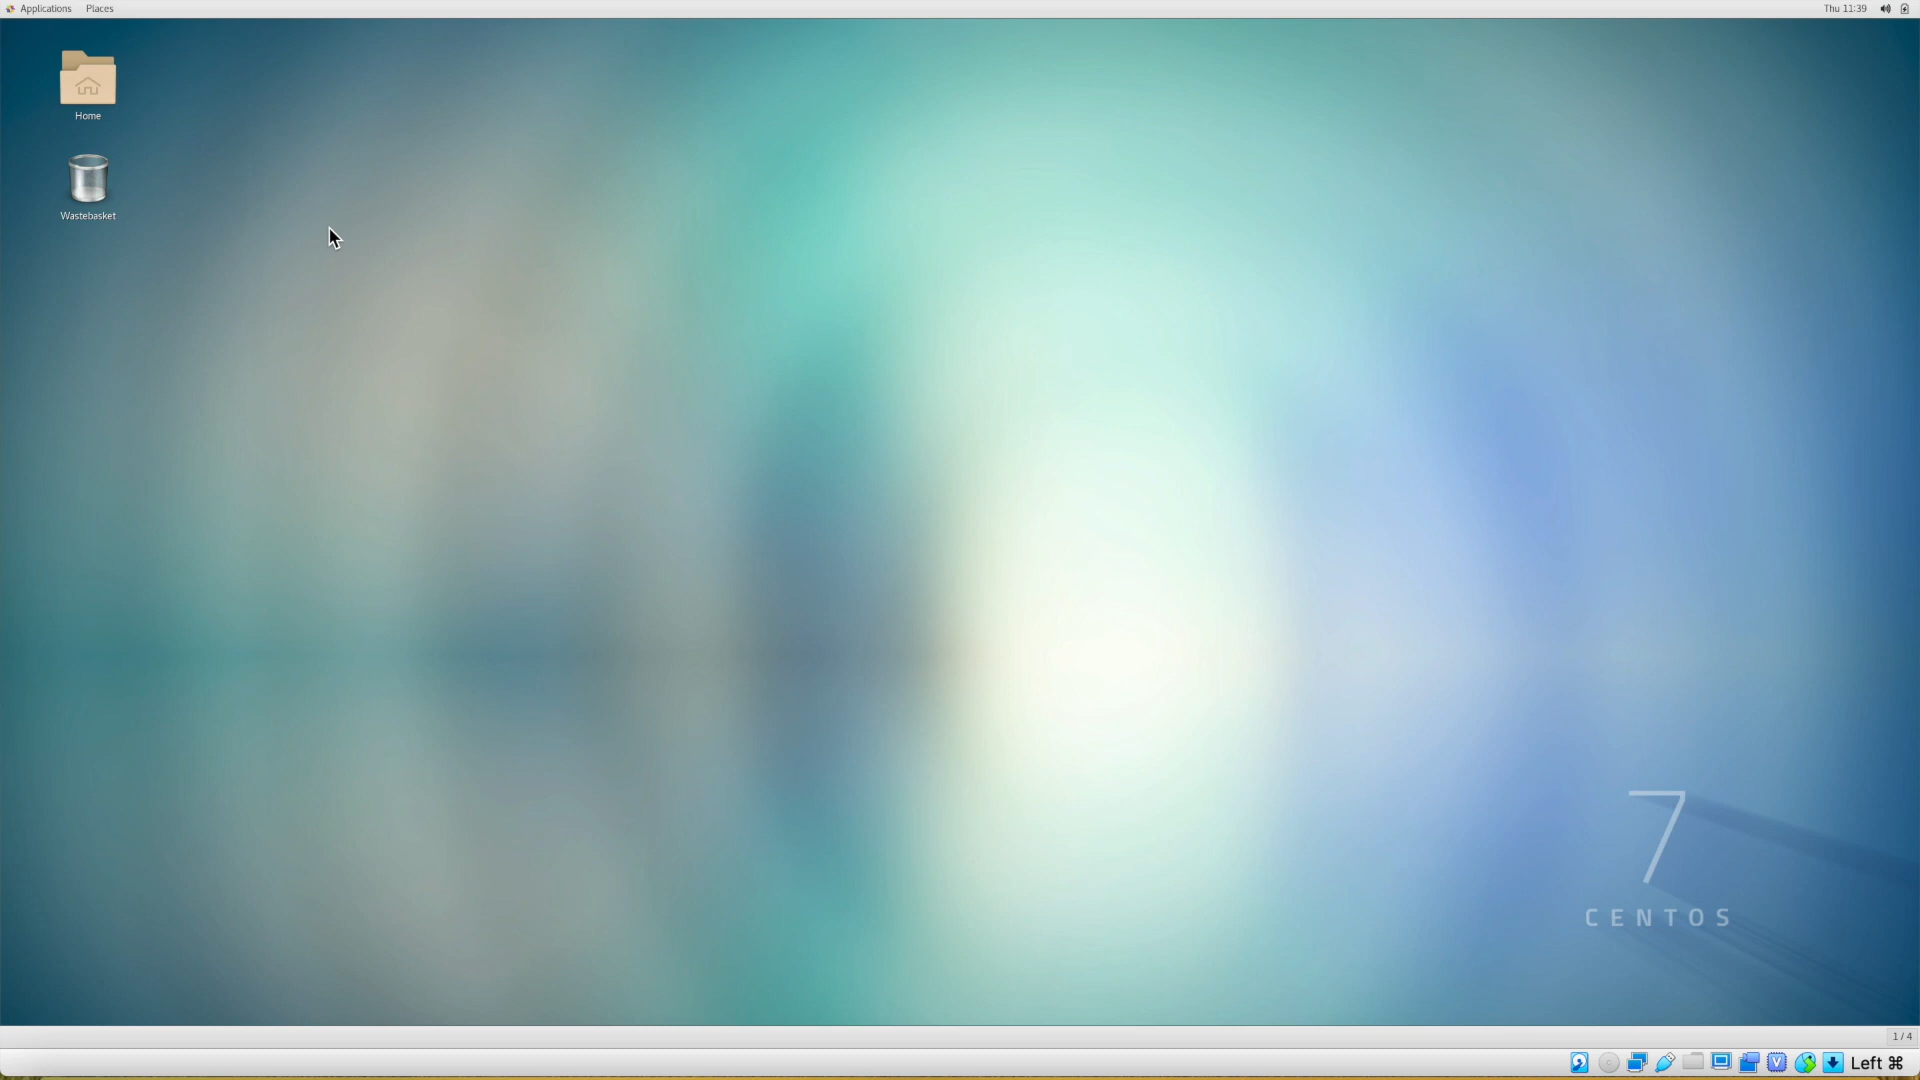 Applications Places Thu 11:39
Home
Wastebasket
7
CENTOS
1 / 4
Left ⌘